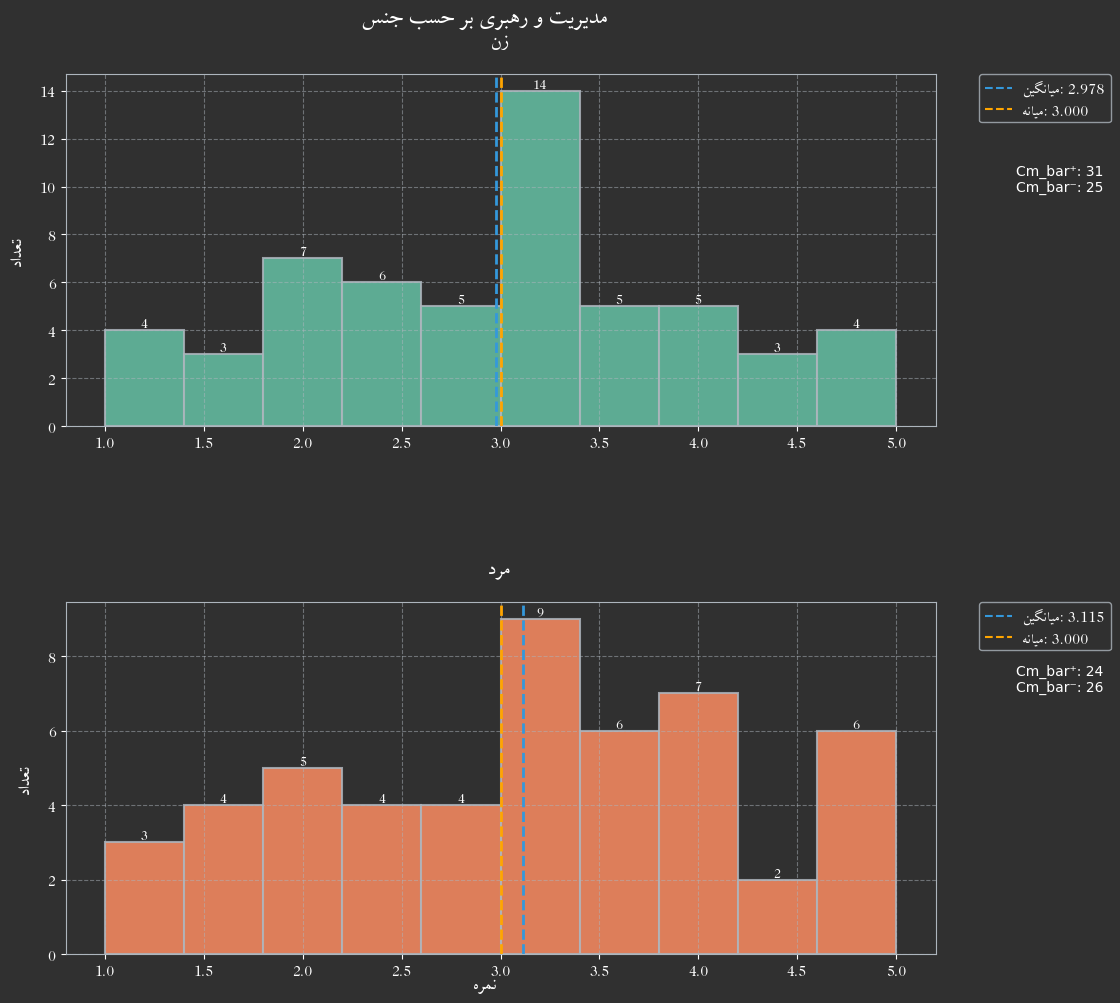 مدیریت و رهبری بر حسب جنس
زن
14
12
10
8
6
4
2
0
تعداد
4
3
7
6
5
14
5
5
3
4
1.0 1.5 2.0 2.5 3.0 3.5 4.0 4.5 5.0
میانگین: 2.978
میانه: 3.000
Cm_bar⁺: 31
Cm_bar⁻: 25
مرد
8
6
4
2
0
تعداد
3
4
5
4
4
9
6
7
2
6
1.0 1.5 2.0 2.5 3.0 3.5 4.0 4.5 5.0
نمره
میانگین: 3.115
میانه: 3.000
Cm_bar⁺: 24
Cm_bar⁻: 26